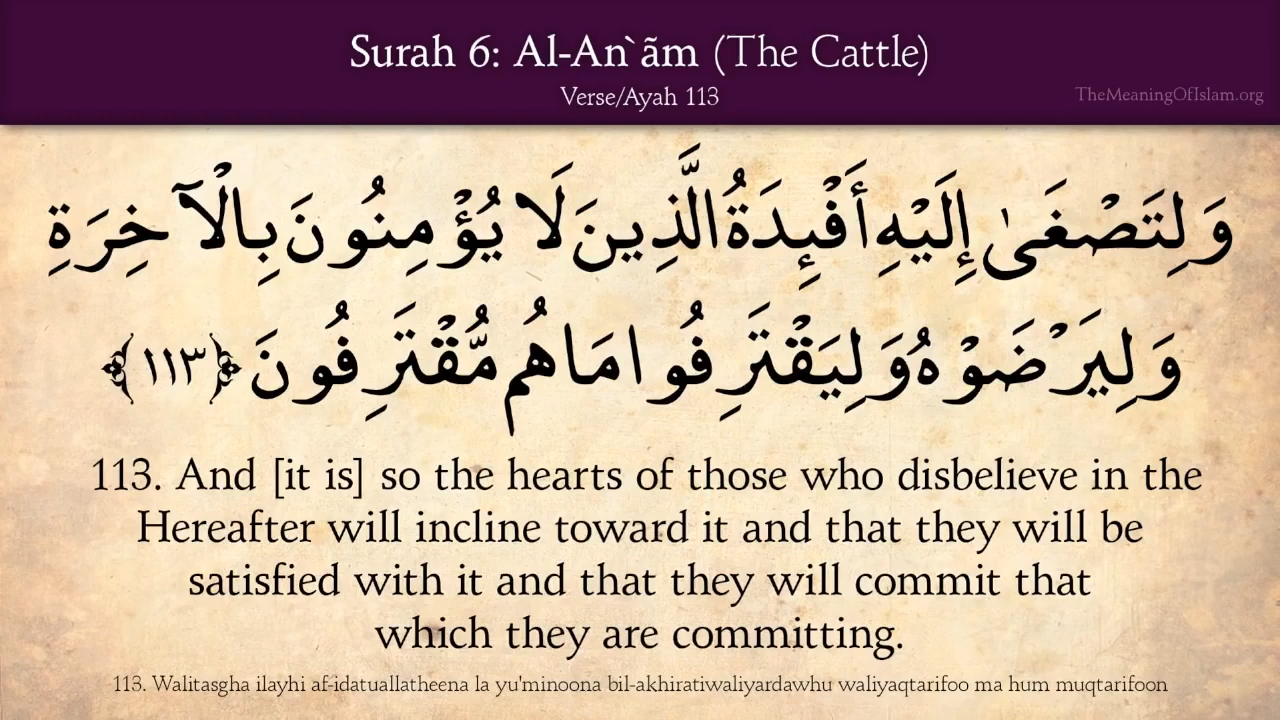 Surah 6: Al-An`ãm (The Cattle)
Verse/Ayah 113
TheMeaningOfIslam.org
وَلِتَصْغَىٰ إِلَيْهِ أَفْئِدَةُ الَّذِينَ لَا يُؤْمِنُونَ بِالْآخِرَةِ
وَلِيَرْضَوْهُ وَلِيَقْتَرِفُوا مَا هُم مُّقْتَرِفُونَ ﴿١١٣﴾
113. And [it is] so the hearts of those who disbelieve in the
Hereafter will incline toward it and that they will be
satisfied with it and that they will commit that
which they are committing.
113. Walitasgha ilayhi af-idatuallatheena la yu'minoona bil-akhiratiwaliyardawhu waliyaqtarifoo ma hum muqtarifoon